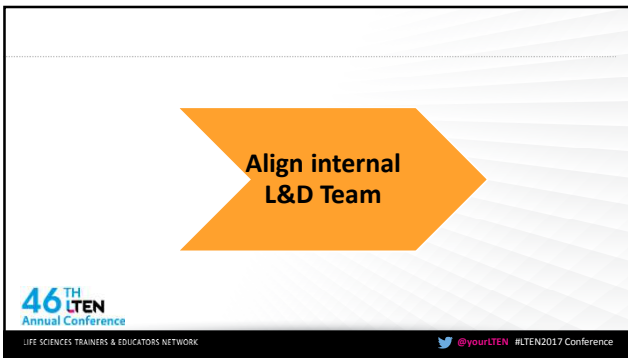 Align internal
L&D Team
46TH LTEN
Annual Conference
LIFE SCIENCES TRAINERS & EDUCATORS NETWORK
@yourLTEN #LTEN2017 Conference